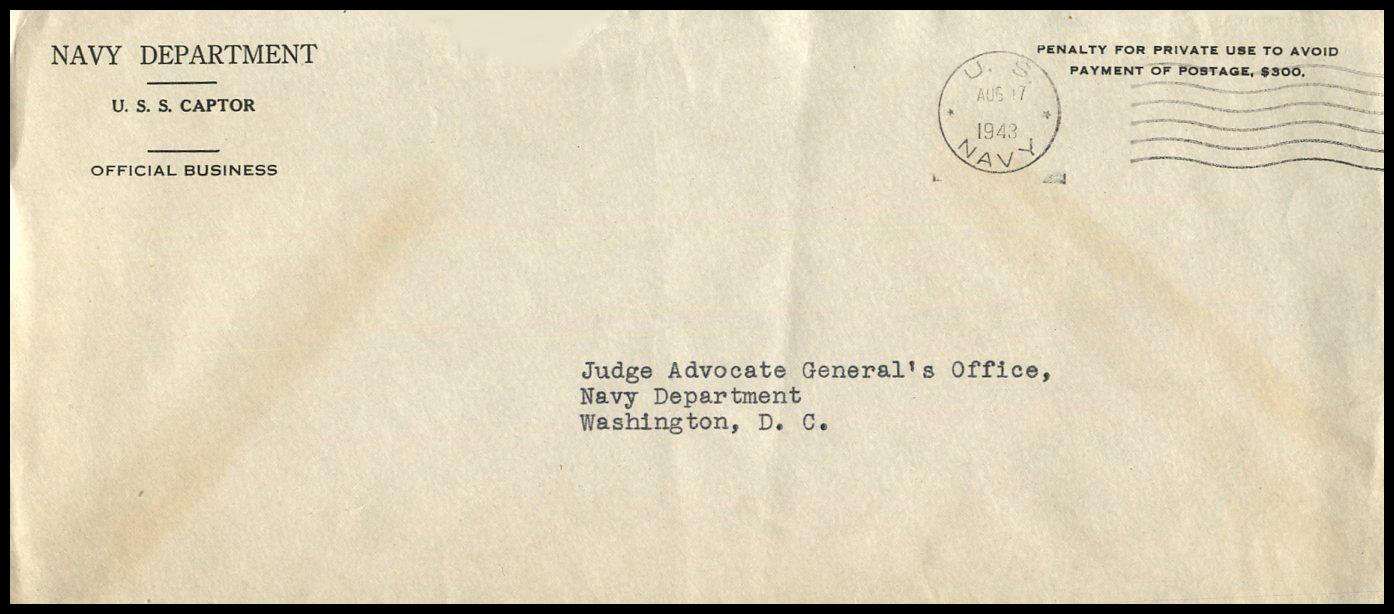 NAVY DEPARTMENT
U. S. S. CAPTOR
OFFICIAL BUSINESS
PENALTY FOR PRIVATE USE TO AVOID
PAYMENT OF POSTAGE, $300.
U. S.
AUG 17
1943
NAVY
Judge Advocate General's Office,
Navy Department
Washington, D. C.